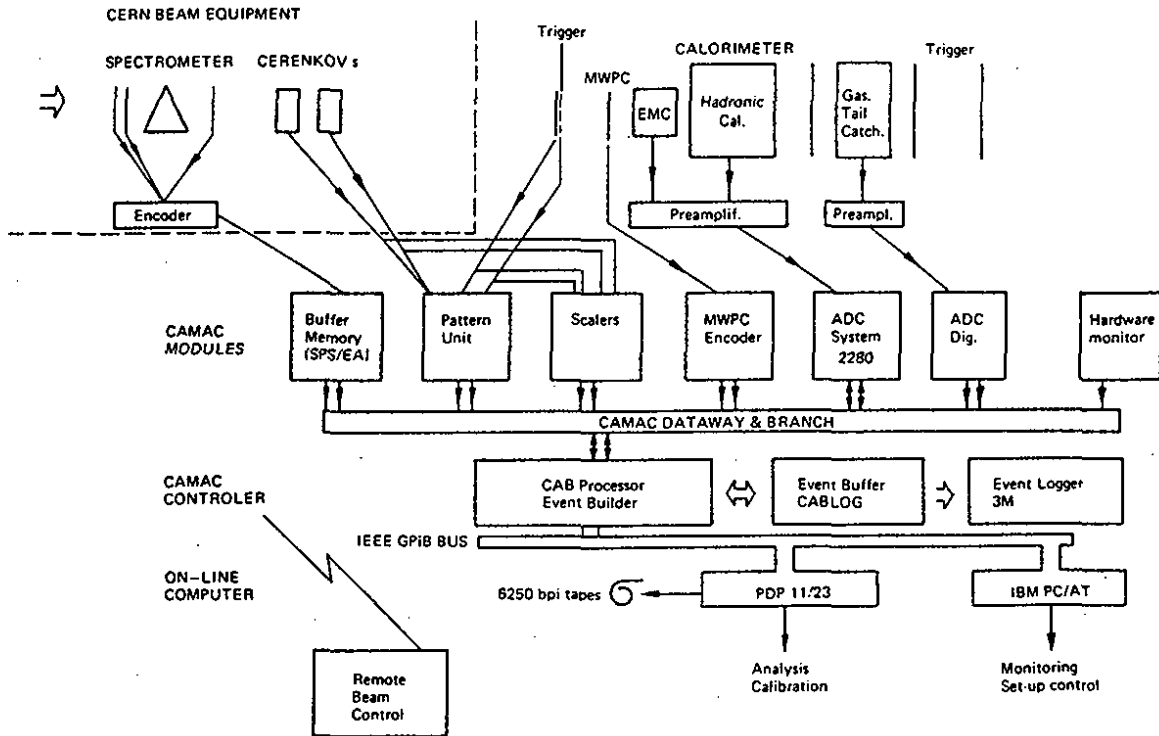 CERN BEAM EQUIPMENT
SPECTROMETER
CERENKOV s
Trigger
MWPC
CALORIMETER
EMC
Hadronic
Cal.
Gas.
Tail
Catch.
Trigger
Encoder
Preamplif.
Preampl.
CAMAC
MODULES
Buffer
Memory
(SPS/EA)
Pattern
Unit
Scalers
MWPC
Encoder
ADC
System
2280
ADC
Dig.
Hardware
monitor
CAMAC DATAWAY & BRANCH
CAMAC
CONTROLER
CAB Processor
Event Builder
Event Buffer
CABLOG
Event Logger
3M
IEEE GPiB BUS
ON-LINE
COMPUTER
6250 bpi tapes
PDP 11/23
IBM PC/AT
Analysis
Calibration
Monitoring
Set-up control
Remote
Beam
Control